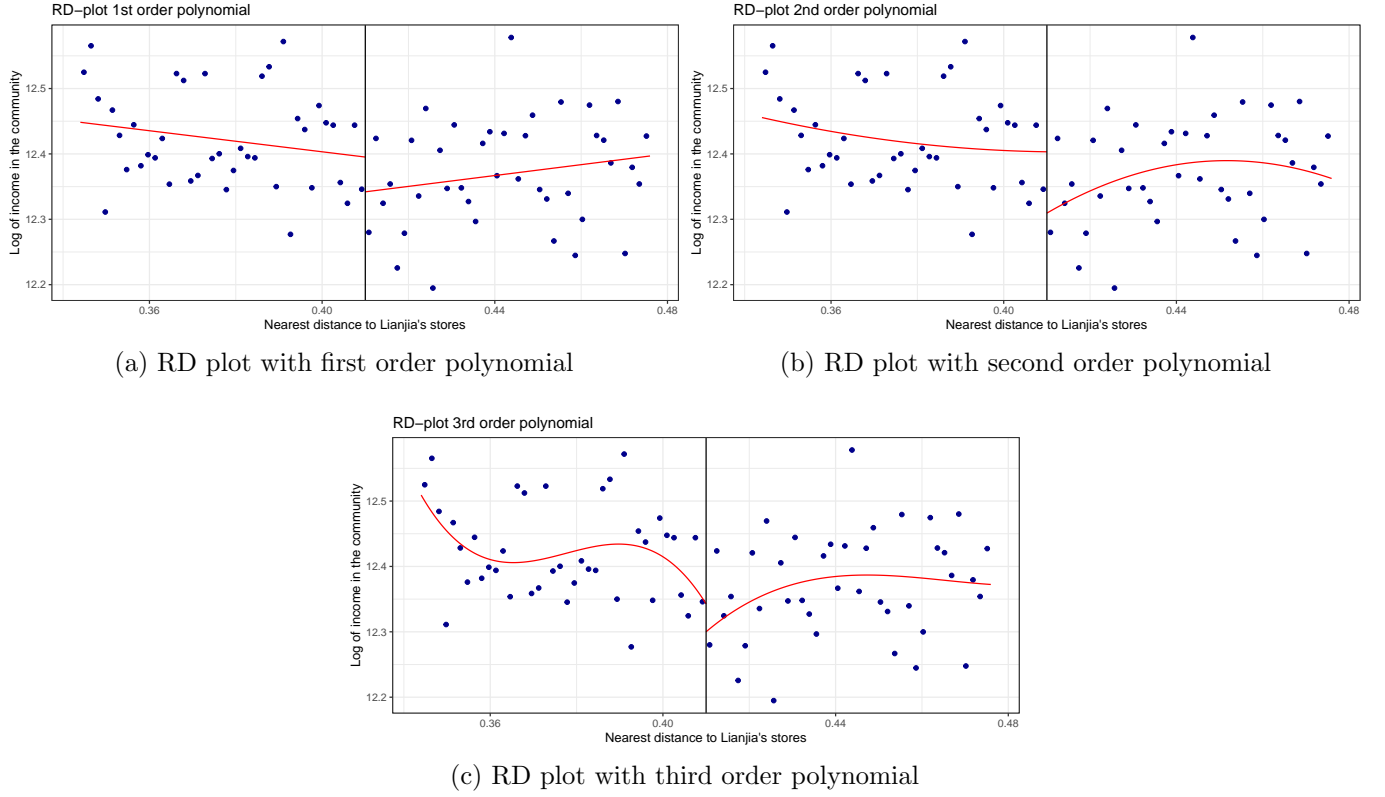 RD−plot 1st order polynomial
Log of income in the community
12.5
12.4
12.3
12.2
0.36
0.40
0.44
0.48
Nearest distance to Lianjia's stores
(a) RD plot with first order polynomial
RD−plot 2nd order polynomial
Log of income in the community
12.5
12.4
12.3
12.2
0.36
0.40
0.44
0.48
Nearest distance to Lianjia's stores
(b) RD plot with second order polynomial
RD−plot 3rd order polynomial
Log of income in the community
12.5
12.4
12.3
12.2
0.36
0.40
0.44
0.48
Nearest distance to Lianjia's stores
(c) RD plot with third order polynomial